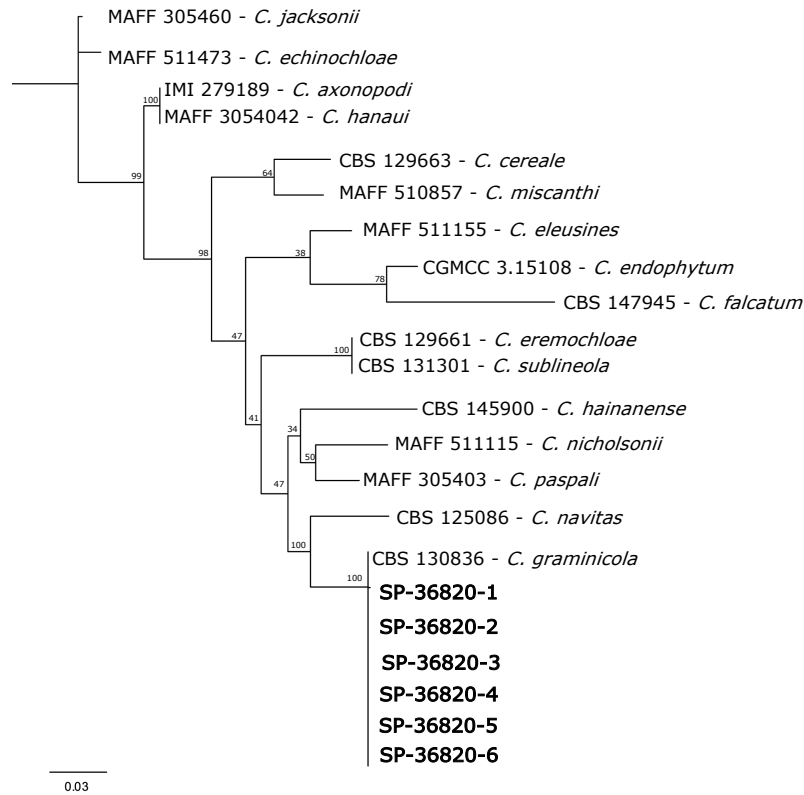 MAFF 305460 - C. jacksonii
MAFF 511473 - C. echinochloae
IMI 279189 - C. axonopodi
100
MAFF 3054042 - C. hanaui
99
CBS 129663 - C. cereale
64
MAFF 510857 - C. miscanthi
MAFF 511155 - C. eleusines
98
38
CGMCC 3.15108 - C. endophytum
78
CBS 147945 - C. falcatum
47
CBS 129661 - C. eremochloae
100
CBS 131301 - C. sublineola
CBS 145900 - C. hainanense
41
34
MAFF 511115 - C. nicholsonii
50
MAFF 305403 - C. paspali
47
CBS 125086 - C. navitas
100
CBS 130836 - C. graminicola
100
SP-36820-1
SP-36820-2
SP-36820-3
SP-36820-4
SP-36820-5
SP-36820-6
0.03